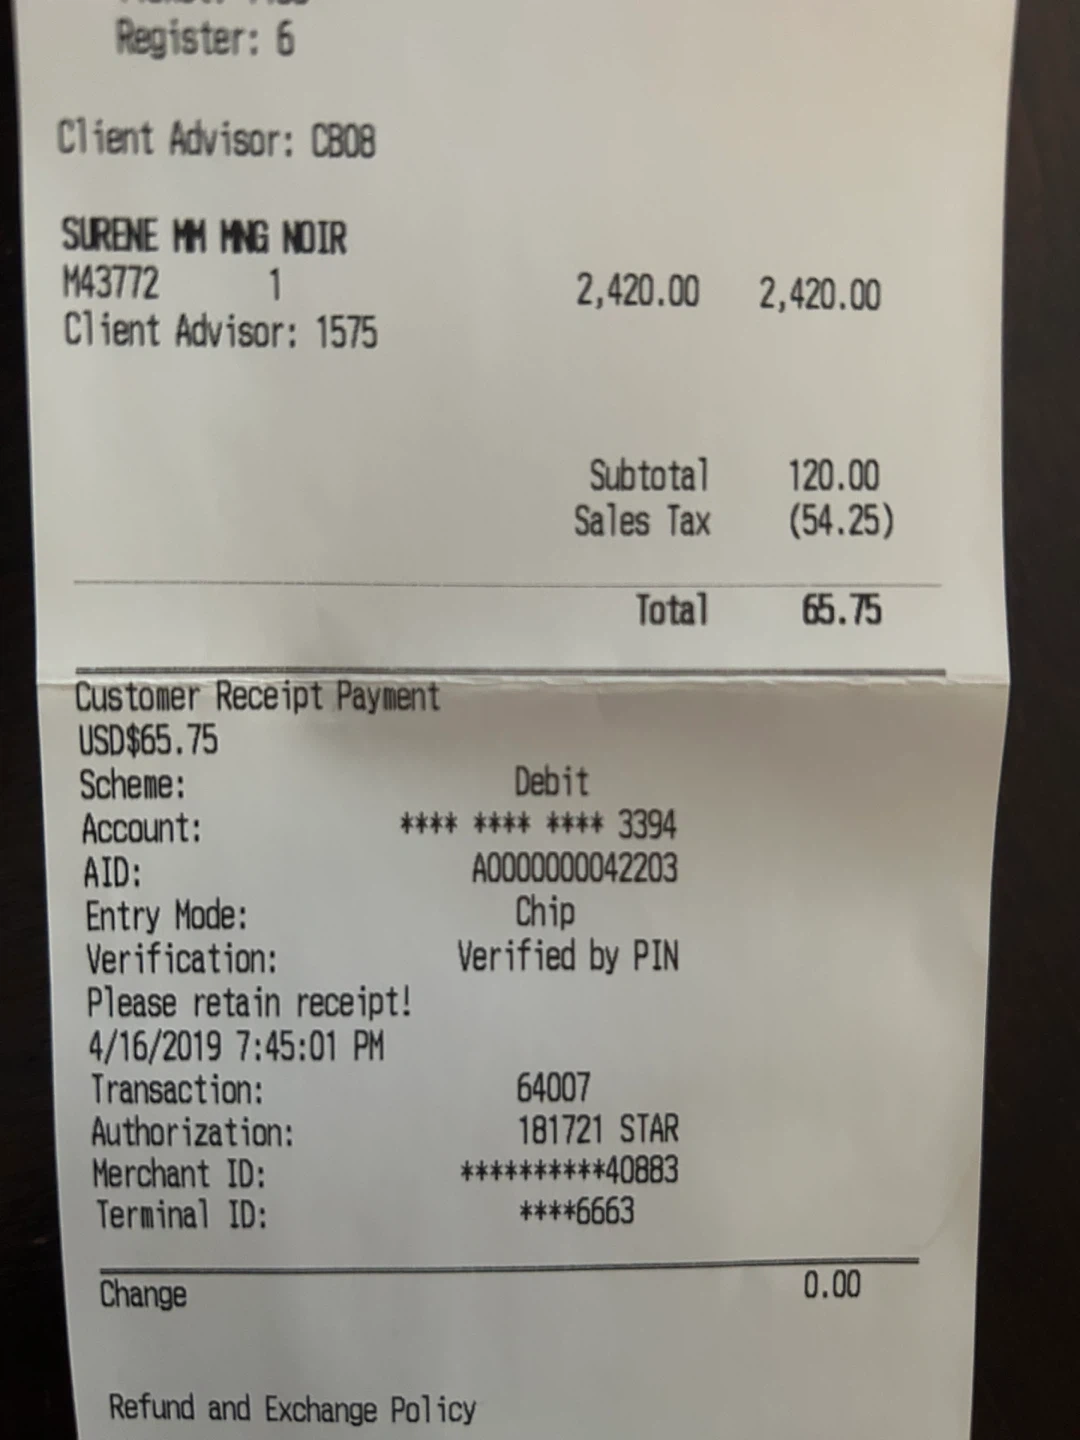 Register: 6
Client Advisor: CB08
SURENE MM MNG NOIR
M43772 1 2,420.00 2,420.00
Client Advisor: 1575
Subtotal 120.00
Sales Tax (54.25)
Total 65.75
Customer Receipt Payment
USD$65.75
Scheme: Debit
Account: **** **** **** 3394
AID: A0000000042203
Entry Mode: Chip
Verification: Verified by PIN
Please retain receipt!
4/16/2019 7:45:01 PM
Transaction: 64007
Authorization: 181721 STAR
Merchant ID: **********40883
Terminal ID: ****6663
Change 0.00
Refund and Exchange Policy